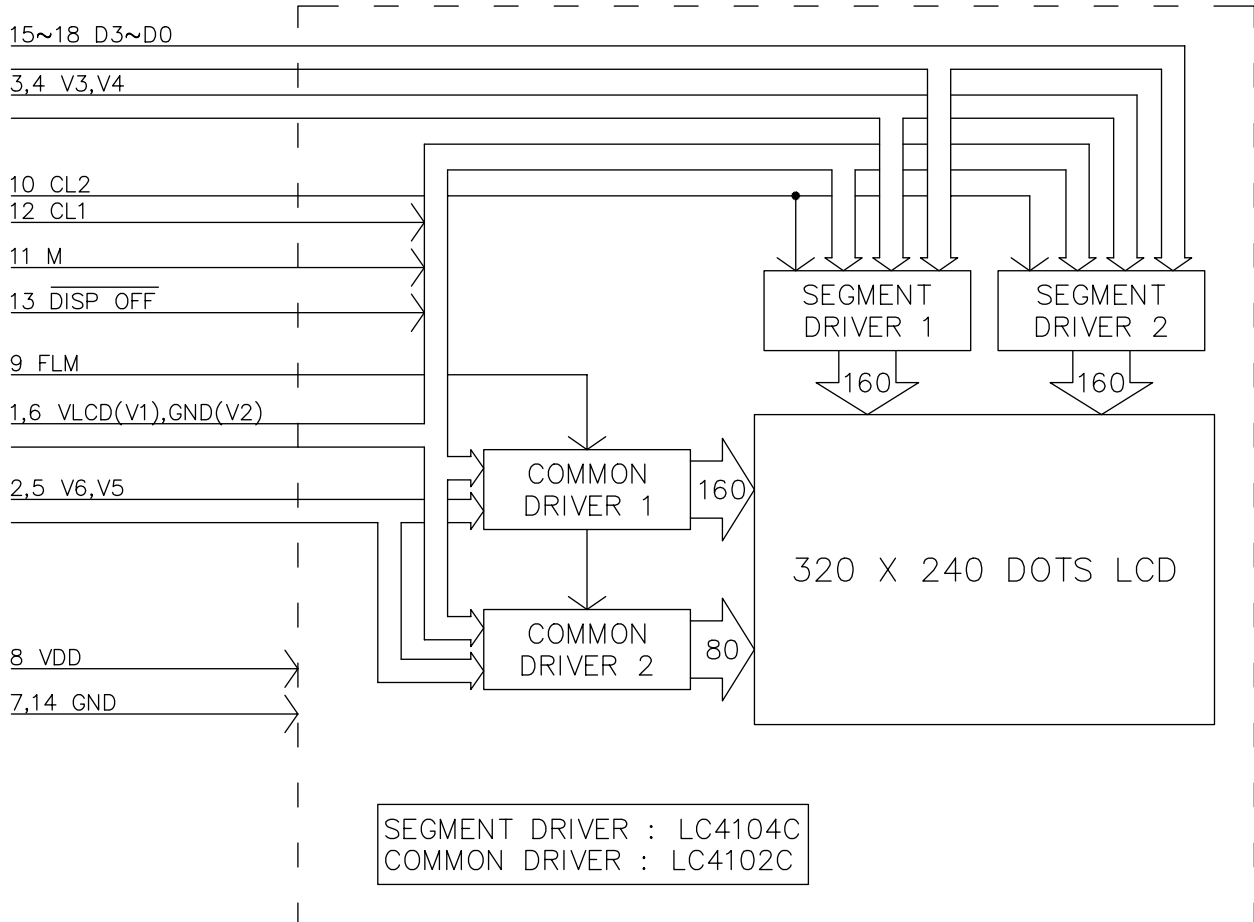 15~18 D3~D0
3,4 V3,V4
10 CL2
12 CL1
11 M
13 DISP OFF
9 FLM
1,6 VLCD(V1),GND(V2)
2,5 V6,V5
8 VDD
7,14 GND
SEGMENT
DRIVER 1
SEGMENT
DRIVER 2
160
160
COMMON
DRIVER 1
160
COMMON
DRIVER 2
80
320 X 240 DOTS LCD
SEGMENT DRIVER : LC4104C
COMMON DRIVER : LC4102C